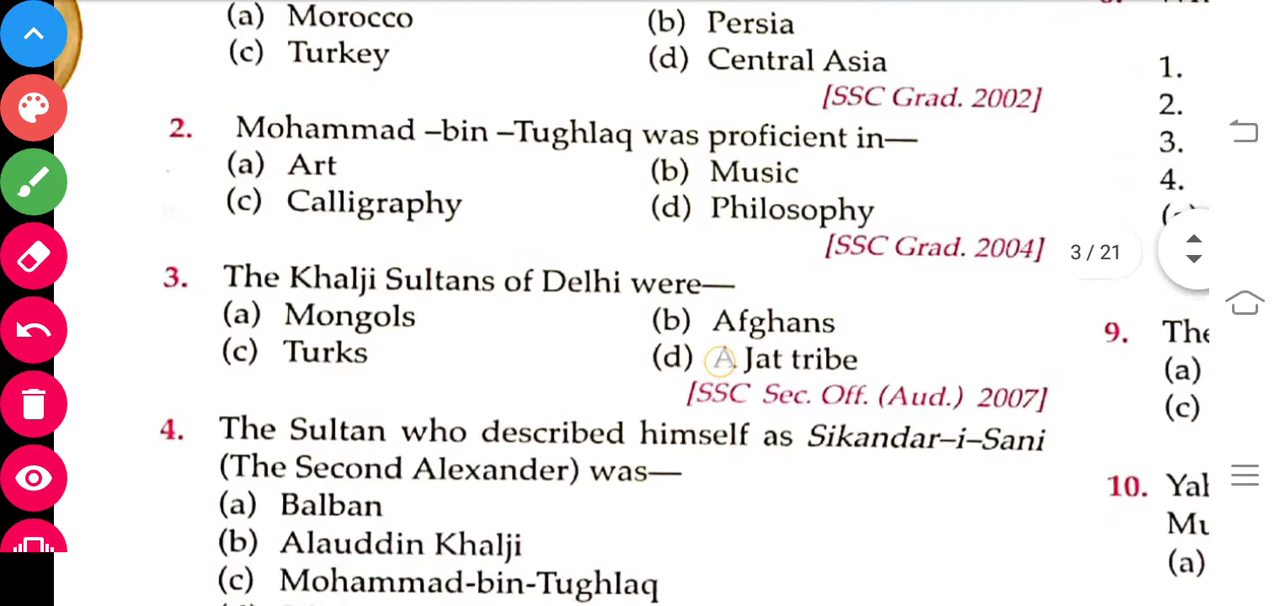 (a) Morocco
(b) Persia
(c) Turkey
(d) Central Asia
[SSC Grad. 2002]
2. Mohammad –bin –Tughlaq was proficient in—
(a) Art
(b) Music
(c) Calligraphy
(d) Philosophy
[SSC Grad. 2004]
3. The Khalji Sultans of Delhi were—
(a) Mongols
(b) Afghans
(c) Turks
(d) A Jat tribe
[SSC Sec. Off. (Aud.) 2007]
4. The Sultan who described himself as Sikandar–i–Sani
(The Second Alexander) was—
(a) Balban
(b) Alauddin Khalji
(c) Mohammad-bin-Tughlaq
1.
2.
3.
4.
3 / 21
9. The
(a)
(c)
10.
(a)